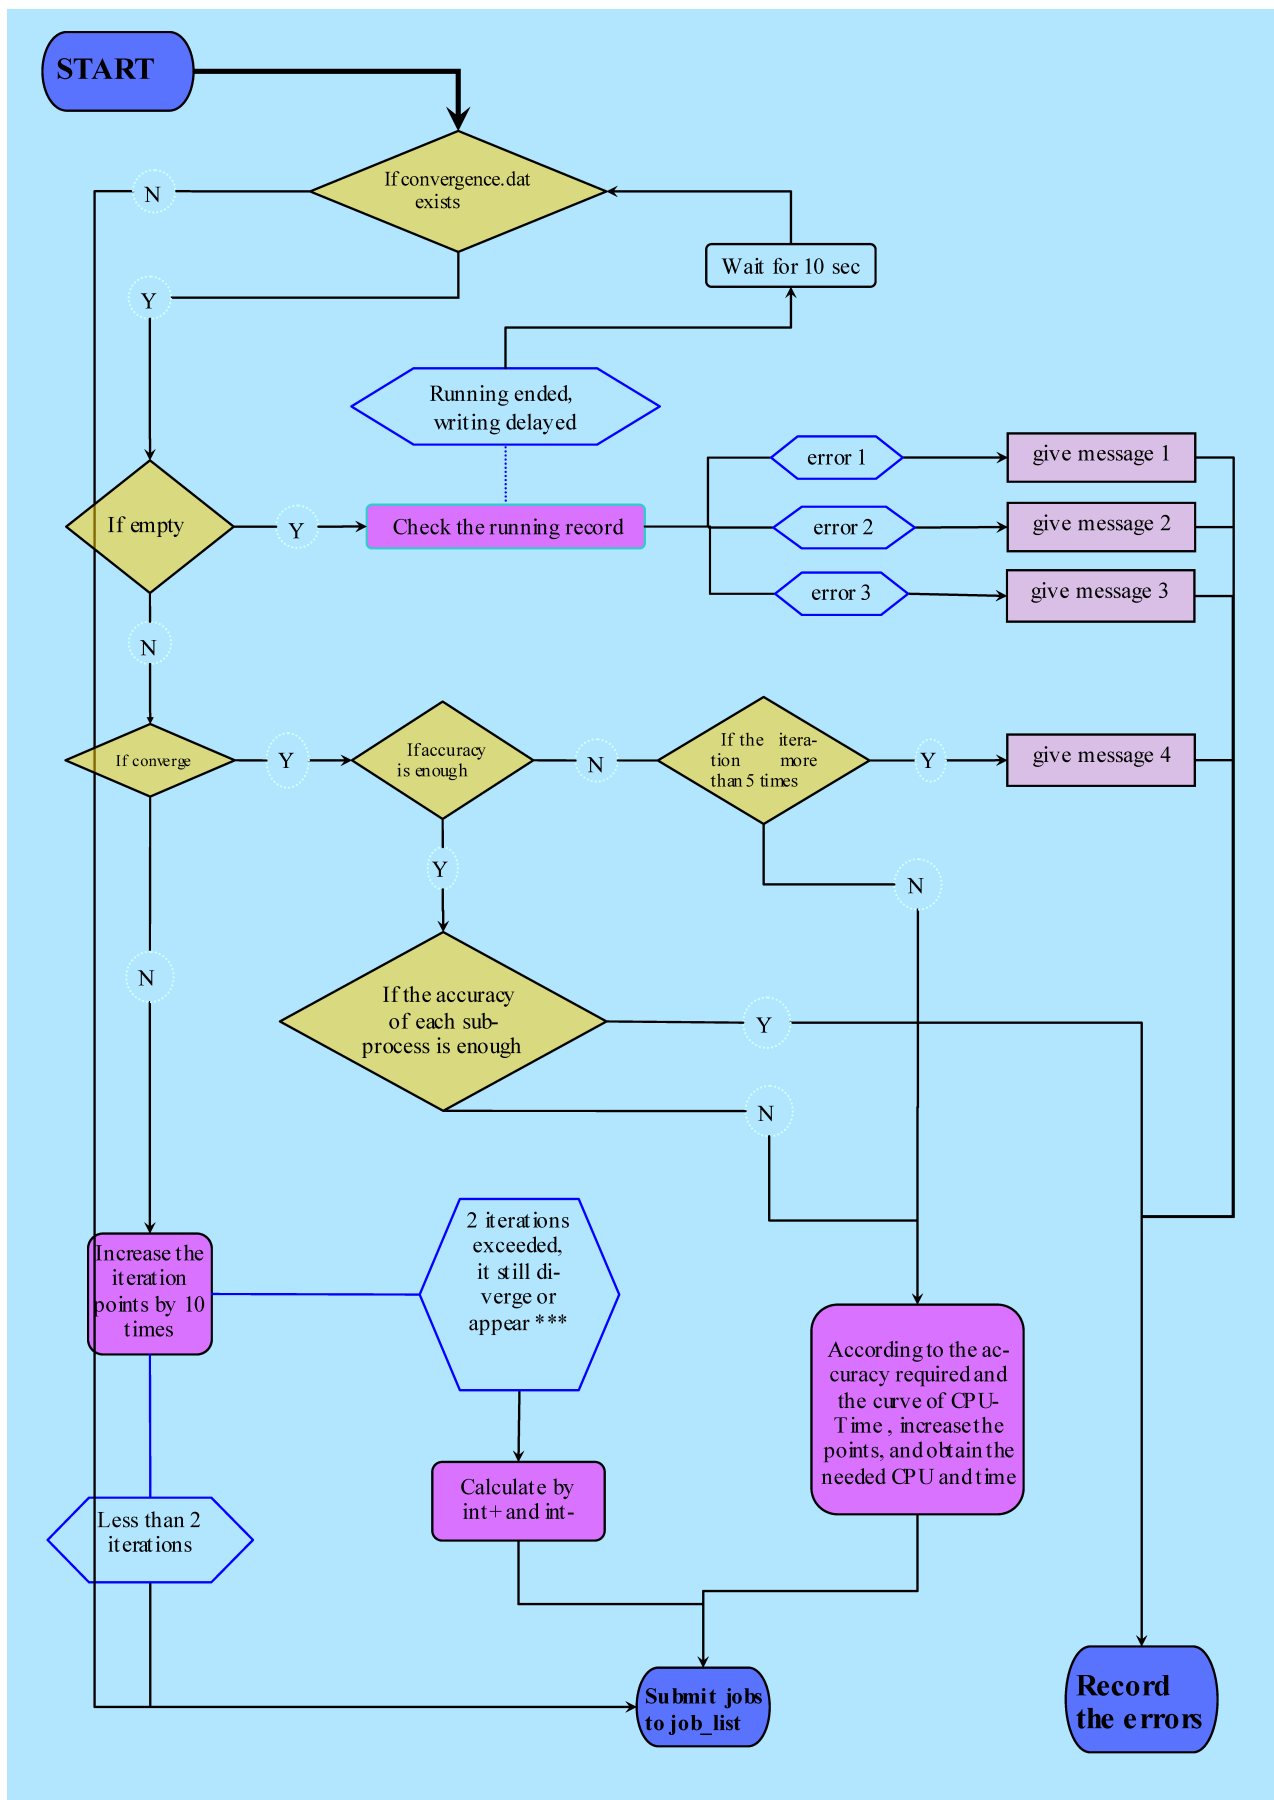 START
If convergence.dat
exists
N
Wait for 10 sec
Y
Running ended,
writing delayed
error 1
give message 1
If empty
Y
Check the running record
error 2
give message 2
error 3
give message 3
N
If converge
Y
If accuracy
is enough
N
If the itera-
tion more
than 5 times
Y
give message 4
Y
N
N
If the accuracy
of each sub-
process is enough
Y
N
Increase the
iteration
points by 10
times
2 iterations
exceeded,
it still di-
verge or
appear ***
According to the ac-
curacy required and
the curve of CPU-
Time , increase the
points, and obtain the
needed CPU and time
Calculate by
int+ and int-
Less than 2
iterations
Submit jobs
to job_list
Record
the errors